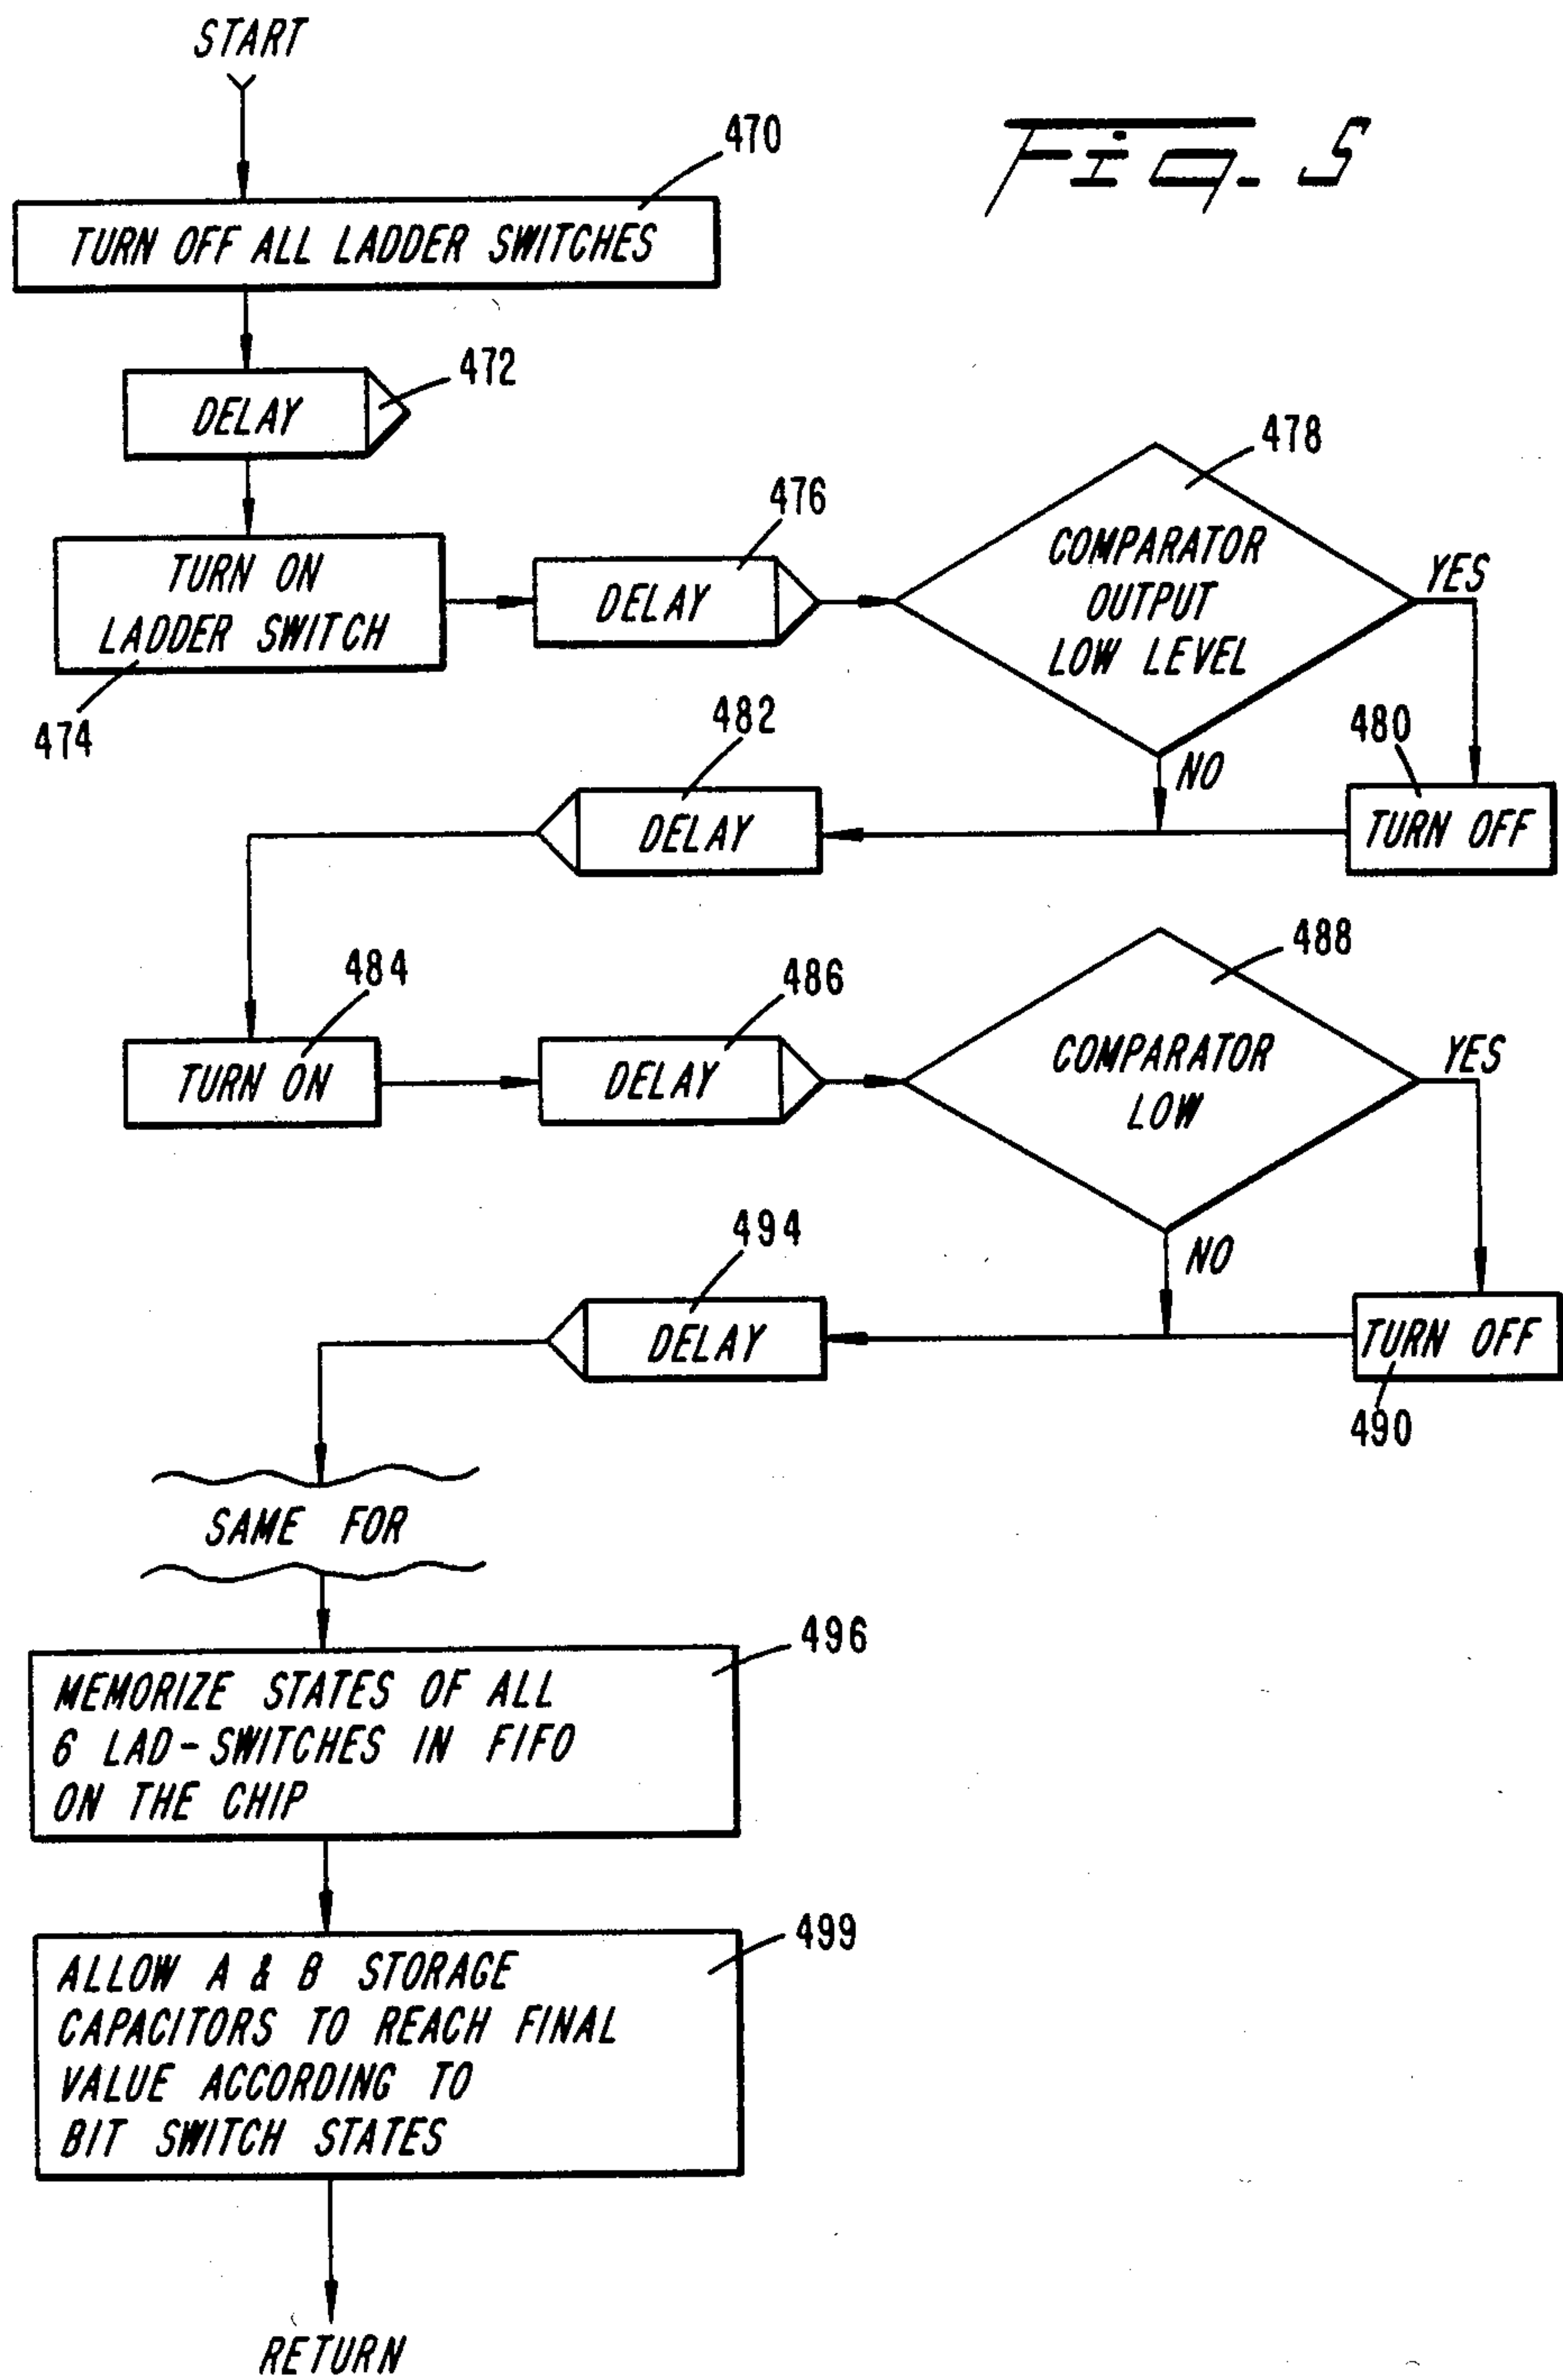 START
Fig. 5
470
TURN OFF ALL LADDER SWITCHES
472
DELAY
478
476
TURN ON
LADDER SWITCH
DELAY
COMPARATOR
OUTPUT
LOW LEVEL
YES
474
482
480
NO
DELAY
TURN OFF
484
486
488
TURN ON
DELAY
COMPARATOR
LOW
YES
494
NO
DELAY
TURN OFF
490
SAME FOR
496
MEMORIZE STATES OF ALL
6 LAD-SWITCHES IN FIFO
ON THE CHIP
499
ALLOW A & B STORAGE
CAPACITORS TO REACH FINAL
VALUE ACCORDING TO
BIT SWITCH STATES
RETURN